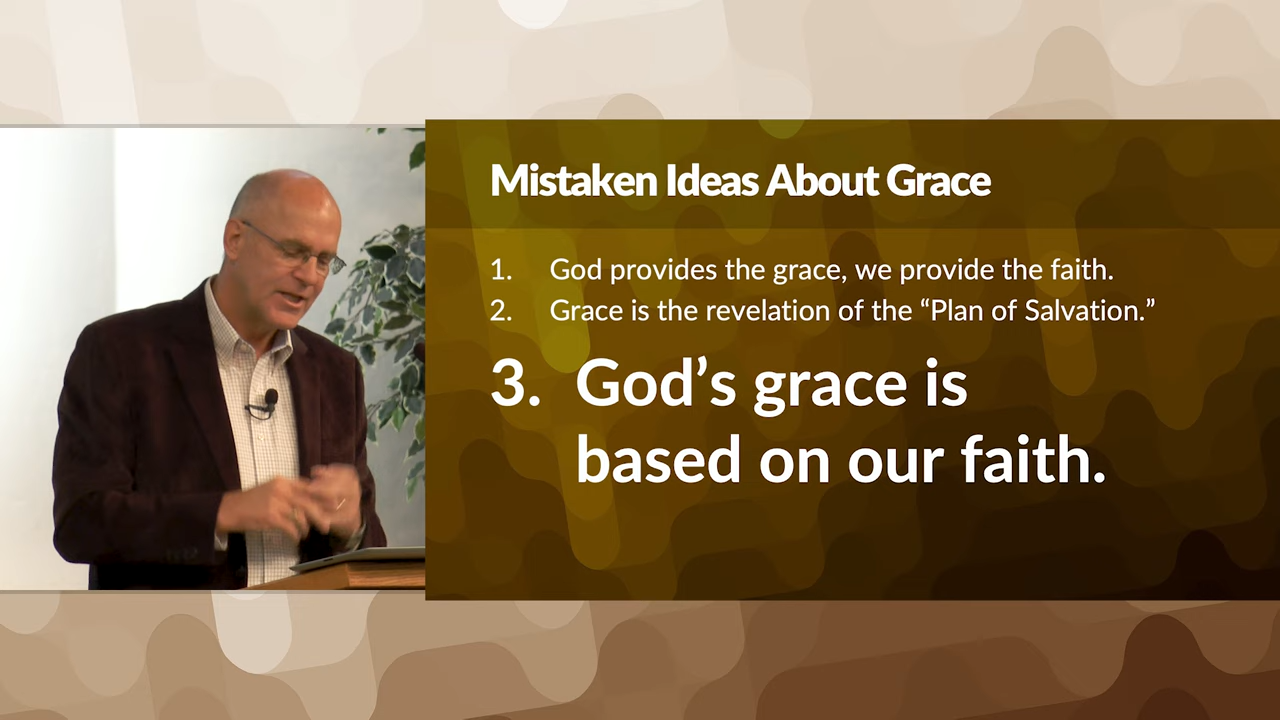 Mistaken Ideas About Grace
1. God provides the grace, we provide the faith.
2. Grace is the revelation of the “Plan of Salvation.”
3. God’s grace is
based on our faith.